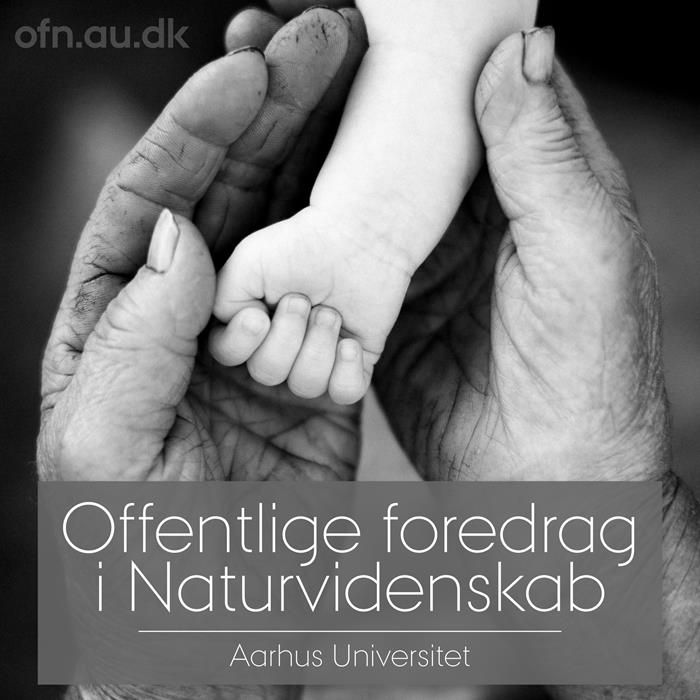 ofn.au.dk
Offentlige foredrag
i Naturvidenskab
Aarhus Universitet